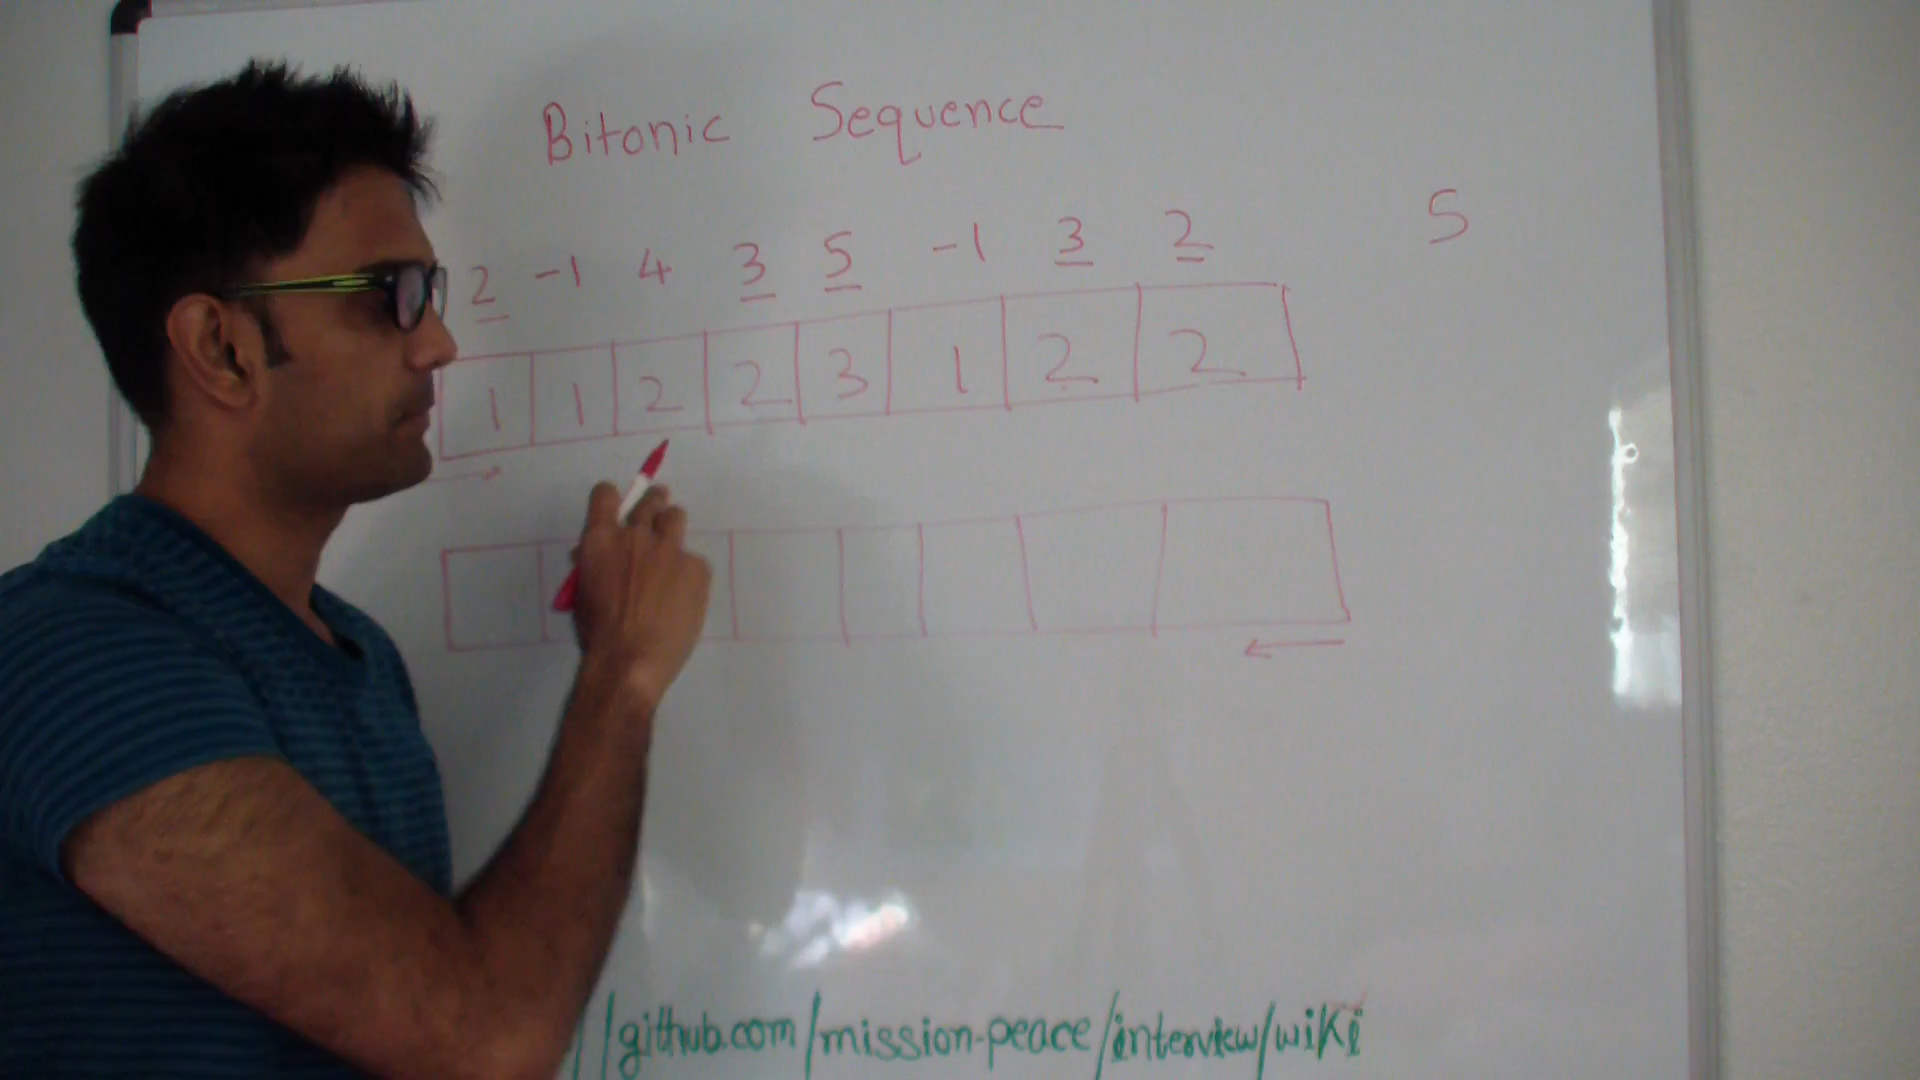 Bitonic Sequence
5
2 -1 4 3 5 -1 3 2
1 1 2 2 3 1 2 2
//github.com/mission-peace/interview/wiki